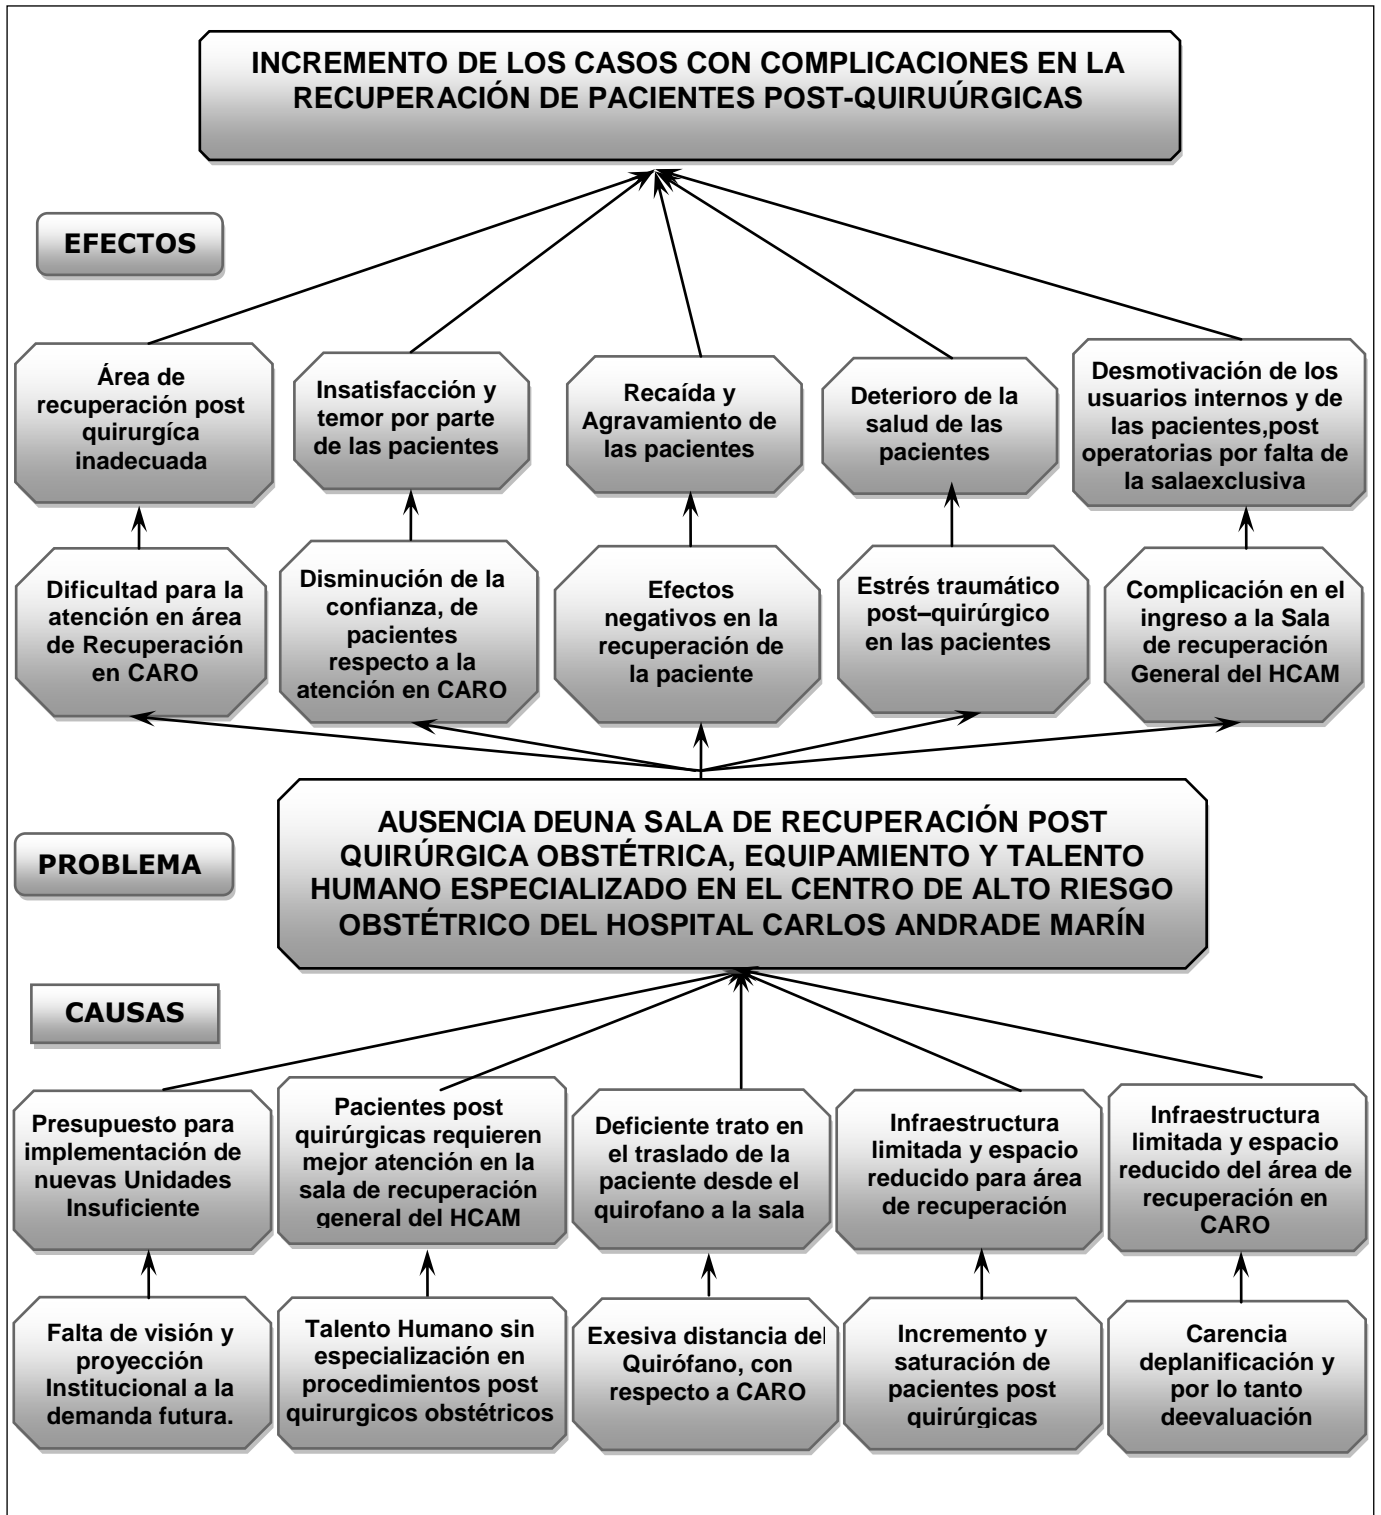 INCREMENTO DE LOS CASOS CON COMPLICACIONES EN LA
RECUPERACIÓN DE PACIENTES POST-QUIRUÚRGICAS
EFECTOS
Área de
recuperación post
quirurgíca
inadecuada
Insatisfacción y
temor por parte
de las pacientes
Recaída y
Agravamiento de
las pacientes
Deterioro de la
salud de las
pacientes
Desmotivación de los
usuarios internos y de
las pacientes,post
operatorias por falta de
la salaexclusiva
Dificultad para la
atención en área
de Recuperación
en CARO
Disminución de la
confianza, de
pacientes
respecto a la
atención en CARO
Efectos
negativos en la
recuperación de
la paciente
Estrés traumático
post–quirúrgico
en las pacientes
Complicación en el
ingreso a la Sala
de recuperación
General del HCAM
PROBLEMA
AUSENCIA DEUNA SALA DE RECUPERACIÓN POST
QUIRÚRGICA OBSTÉTRICA, EQUIPAMIENTO Y TALENTO
HUMANO ESPECIALIZADO EN EL CENTRO DE ALTO RIESGO
OBSTÉTRICO DEL HOSPITAL CARLOS ANDRADE MARÍN
CAUSAS
Presupuesto para
implementación de
nuevas Unidades
Insuficiente
Pacientes post
quirúrgicas requieren
mejor atención en la
sala de recuperación
general del HCAM
Deficiente trato en
el traslado de la
paciente desde el
quirofano a la sala
Infraestructura
limitada y espacio
reducido para área
de recuperación
Infraestructura
limitada y espacio
reducido del área de
recuperación en
CARO
Falta de visión y
proyección
Institucional a la
demanda futura.
Talento Humano sin
especialización en
procedimientos post
quirurgicos obstétricos
Exesiva distancia del
Quirófano, con
respecto a CARO
Incremento y
saturación de
pacientes post
quirúrgicas
Carencia
deplanificación y
por lo tanto
deevaluación